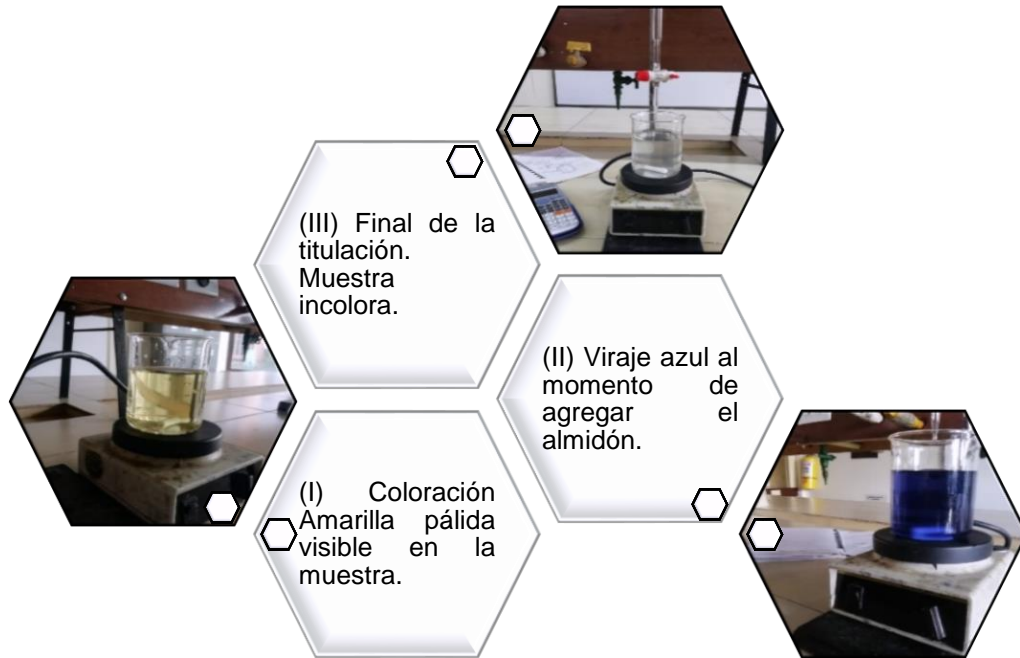 (III) Final de la
titulación.
Muestra
incolora.
(II) Viraje azul al
momento de
agregar el
almidón.
(I) Coloración
Amarilla pálida
visible en la
muestra.